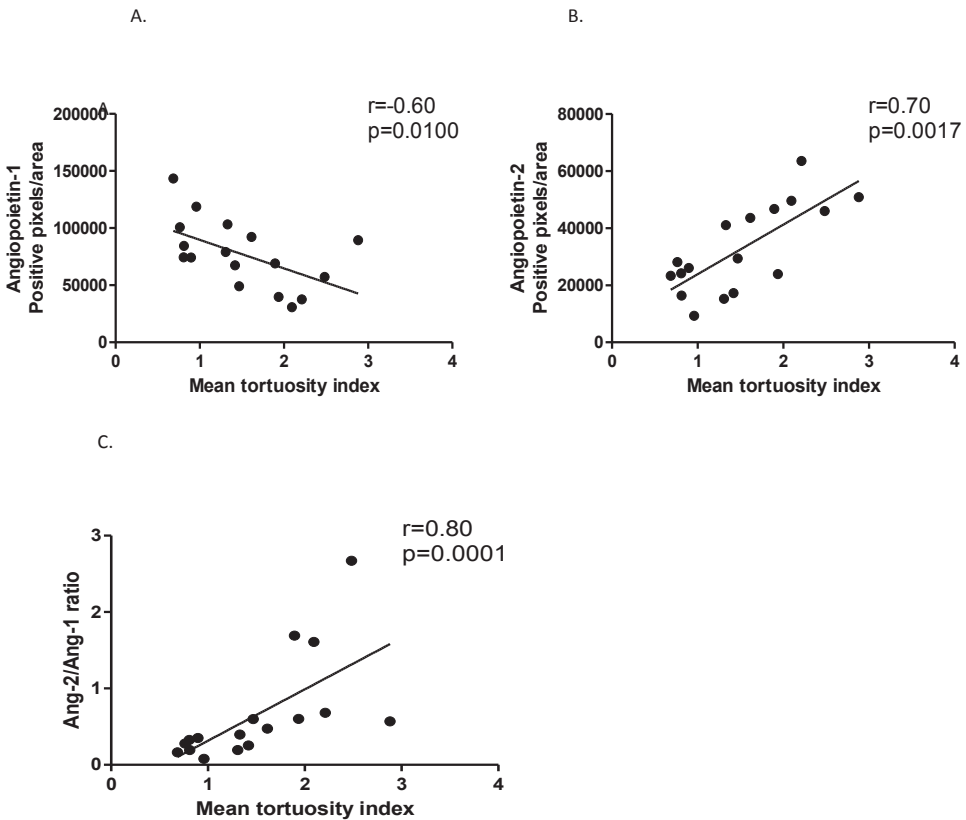 A.
A
r=-0.60
p=0.0100
Angiopoietin-1
Positive pixels/area
200000
150000
100000
50000
0
0 1 2 3 4
Mean tortuosity index
B.
r=0.70
p=0.0017
Angiopoietin-2
Positive pixels/area
80000
60000
40000
20000
0
0 1 2 3 4
Mean tortuosity index
C.
r=0.80
p=0.0001
Ang-2/Ang-1 ratio
3
2
1
0
0 1 2 3 4
Mean tortuosity index